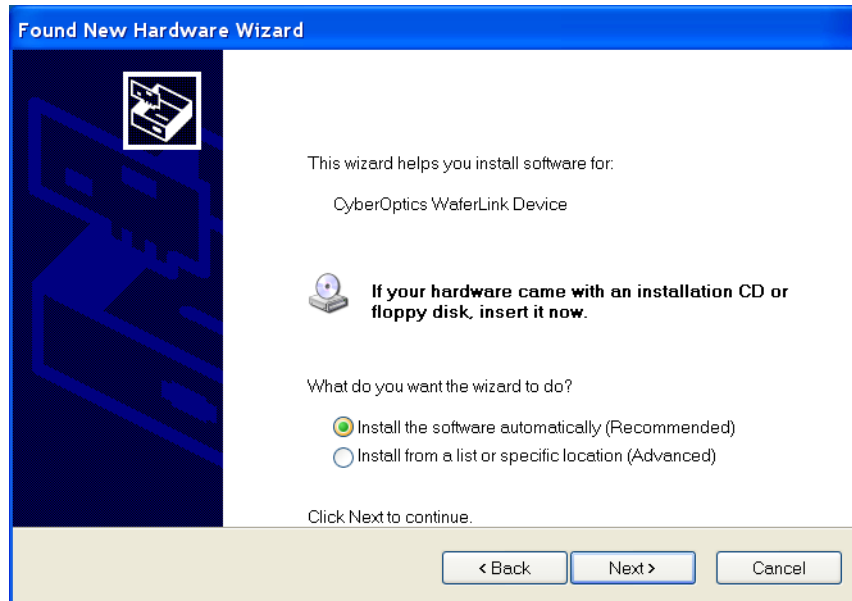 Found New Hardware Wizard
This wizard helps you install software for:
CyberOptics WaferLink Device
If your hardware came with an installation CD or
floppy disk, insert it now.
What do you want the wizard to do?
Install the software automatically (Recommended)
Install from a list or specific location (Advanced)
Click Next to continue.
< Back
Next >
Cancel